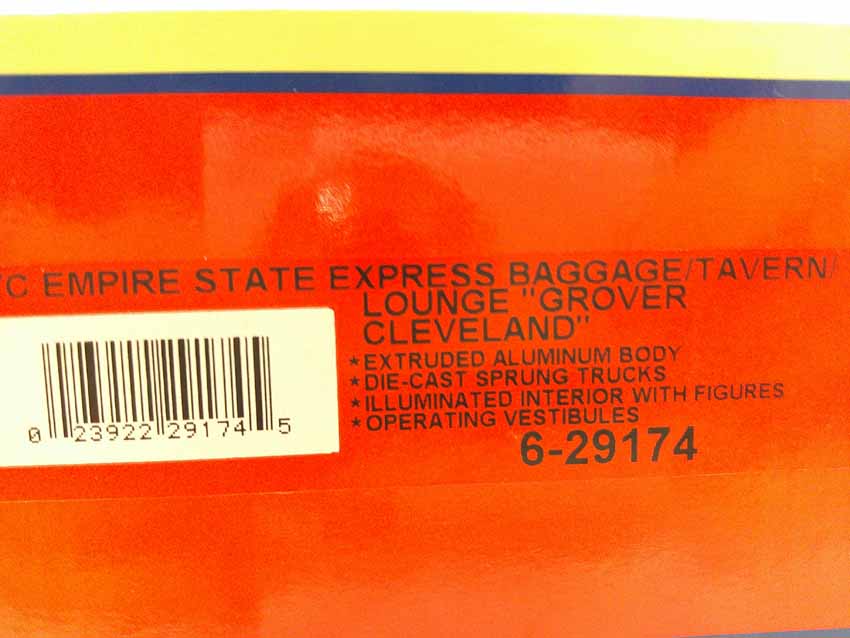 C EMPIRE STATE EXPRESS BAGGAGE/TAVERN/
LOUNGE "GROVER
CLEVELAND"
*EXTRUDED ALUMINUM BODY
*DIE-CAST SPRUNG TRUCKS
*ILLUMINATED INTERIOR WITH FIGURES
*OPERATING VESTIBULES
6-29174
0 23922 29174 5